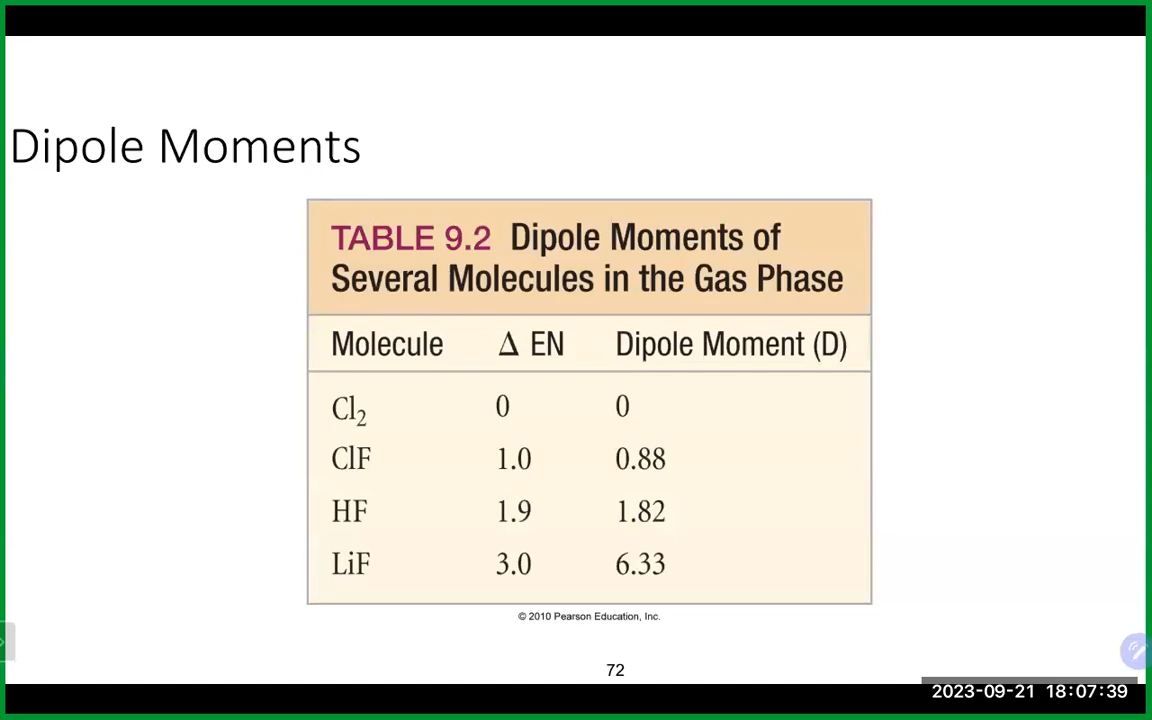 Dipole Moments
TABLE 9.2 Dipole Moments of
Several Molecules in the Gas Phase
Molecule Δ EN Dipole Moment (D)
Cl₂ 0 0
ClF 1.0 0.88
HF 1.9 1.82
LiF 3.0 6.33
© 2010 Pearson Education, Inc.
72
2023-09-21 18:07:39